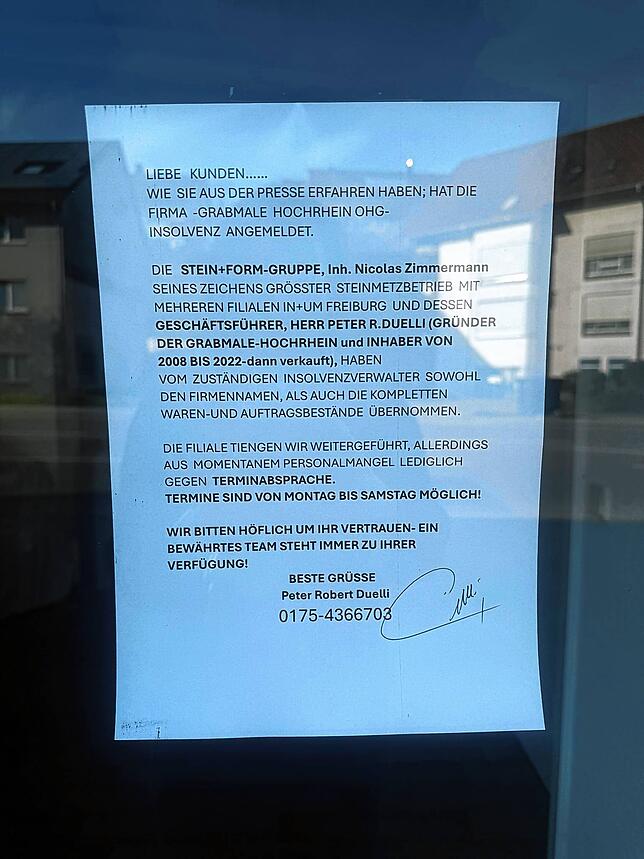 LIEBE KUNDEN......
WIE SIE AUS DER PRESSE ERFAHREN HABEN; HAT DIE
FIRMA -GRABMALE HOCHRHEIN OHG-
INSOLVENZ ANGEMELDET.
DIE STEIN+FORM-GRUPPE, Inh. Nicolas Zimmermann
SEINES ZEICHENS GRÖSSTER STEINMETZBETRIEB MIT
MEHREREN FILIALEN IN+UM FREIBURG UND DESSEN
GESCHÄFTSFÜHRER, HERR PETER R.DUELLI (GRÜNDER
DER GRABMALE-HOCHRHEIN und INHABER VON
2008 BIS 2022-dann verkauft), HABEN
VOM ZUSTÄNDIGEN INSOLVENZVERWALTER SOWOHL
DEN FIRMENNAMEN, ALS AUCH DIE KOMPLETTEN
WAREN-UND AUFTRAGSBESTÄNDE ÜBERNOMMEN.
DIE FILIALE TIENGEN WIR WEITERGEFÜHRT, ALLERDINGS
AUS MOMENTANEM PERSONALMANGEL LEDIGLICH
GEGEN TERMINABSPRACHE.
TERMINE SIND VON MONTAG BIS SAMSTAG MÖGLICH!
WIR BITTEN HÖFLICH UM IHR VERTRAUEN- EIN
BEWÄHRTES TEAM STEHT IMMER ZU IHRER
VERFÜGUNG!
BESTE GRÜSSE
Peter Robert Duelli
0175-4366703